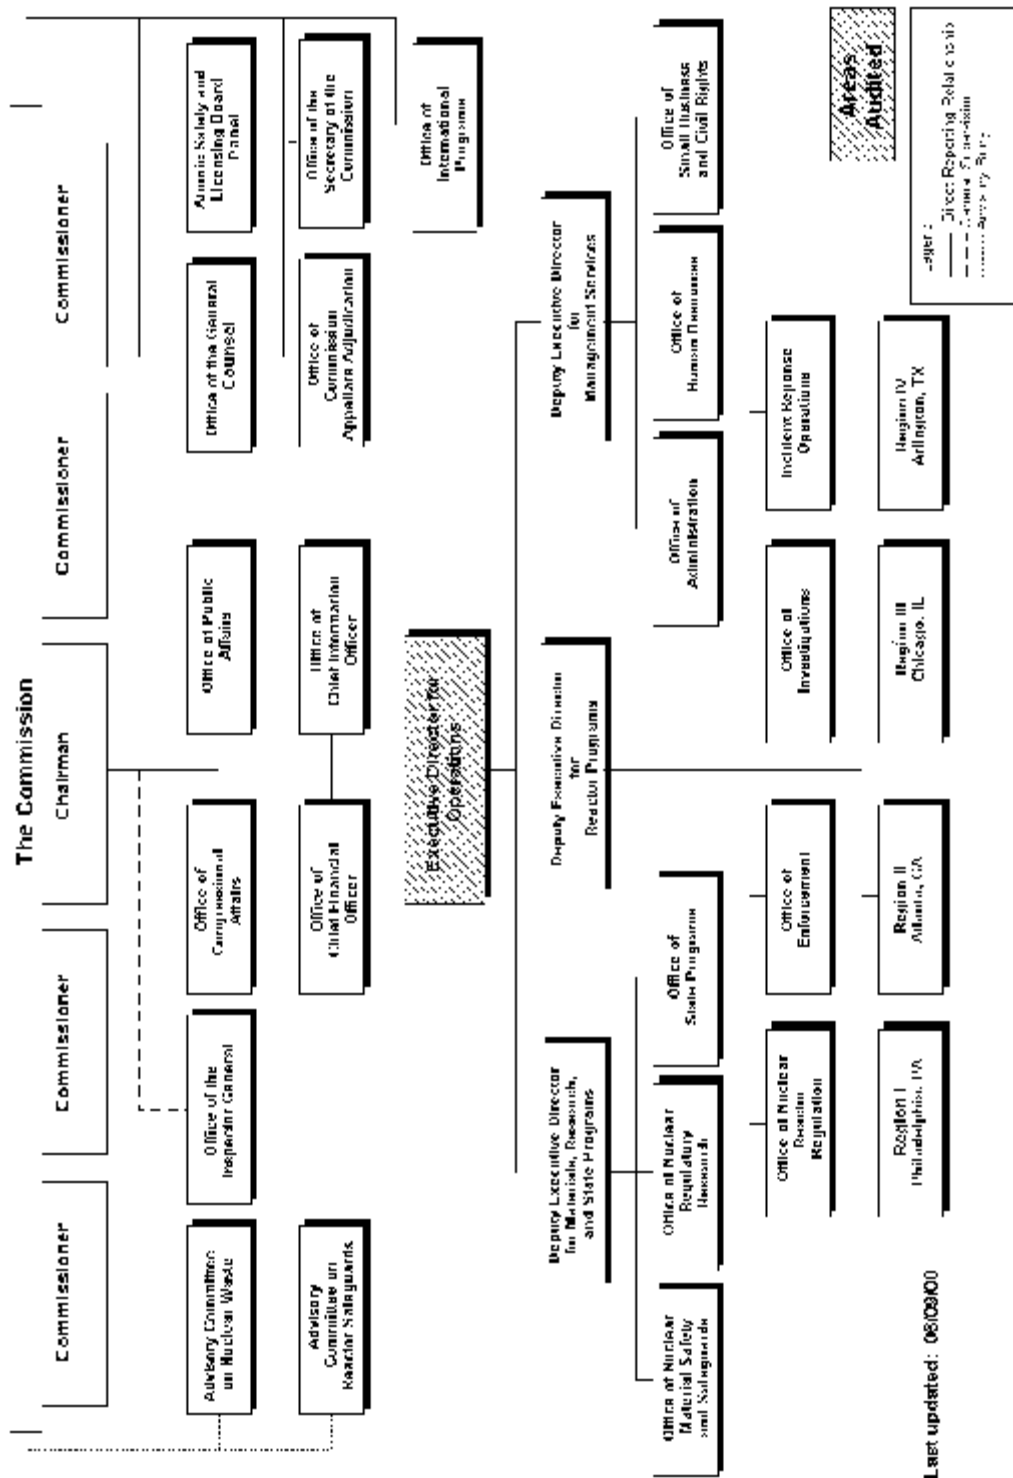 The Commission
Commissioner
Commissioner
Chairman
Commissioner
Commissioner
Advisory Committee
on Nuclear Waste
Office of the
Inspector General
Office of
Congressional
Affairs
Office of Public
Affairs
Office of the General
Counsel
Atomic Safety and
Licensing Board
Panel
Advisory
Committee on
Reactor Safeguards
Office of
Chief Financial
Officer
Office of
Chief Information
Officer
Office of
Commission
Appellate Adjudication
Office of the
Secretary of the
Commission
Office of
International
Programs
Executive Director for
Operations
Deputy Executive Director
for Materials, Research,
and State Programs
Deputy Executive Director
for
Reactor Programs
Deputy Executive Director
for
Management Services
Office of Nuclear
Material Safety
and Safeguards
Office of Nuclear
Regulatory
Research
Office of
State Programs
Office of
Administration
Office of
Human Resources
Office of
Small Business
and Civil Rights
Office of Nuclear
Reactor
Regulation
Office of
Enforcement
Office of
Investigations
Incident Reponse
Operations
Region I
Philadelphia, PA
Region II
Atlanta, GA
Region III
Chicago, IL
Region IV
Arlington, TX
Areas
Audited
Direct Reporting Relationship
General Supervision
Last updated: 06/09/00